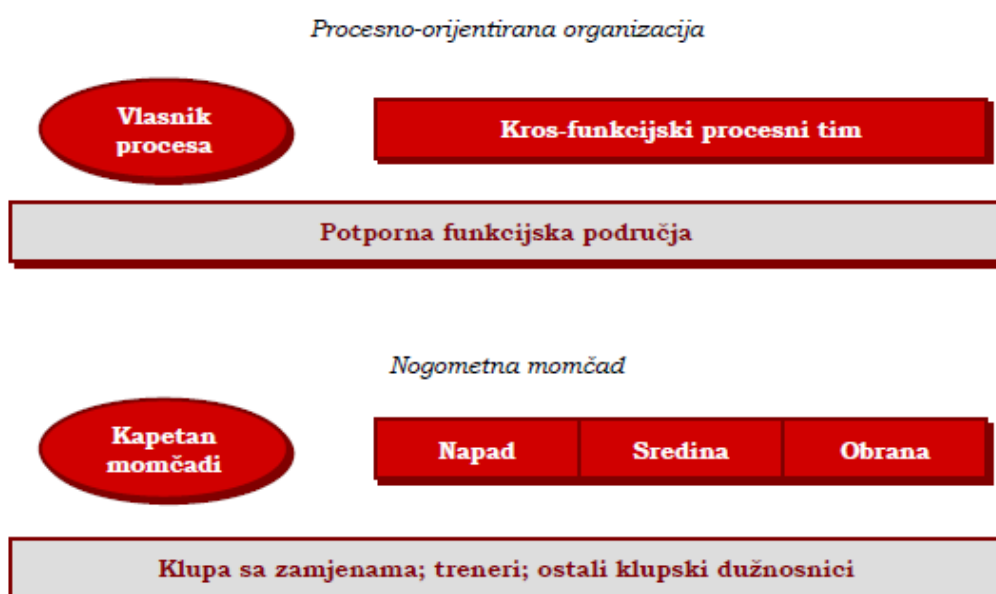 Procesno-orijentirana organizacija
Vlasnik
procesa
Kros-funkcijski procesni tim
Potporna funkcijska područja
Nogometna momčad
Kapetan
momčadi
Napad
Sredina
Obrana
Klupa sa zamjenama; treneri; ostali klupski dužnosnici